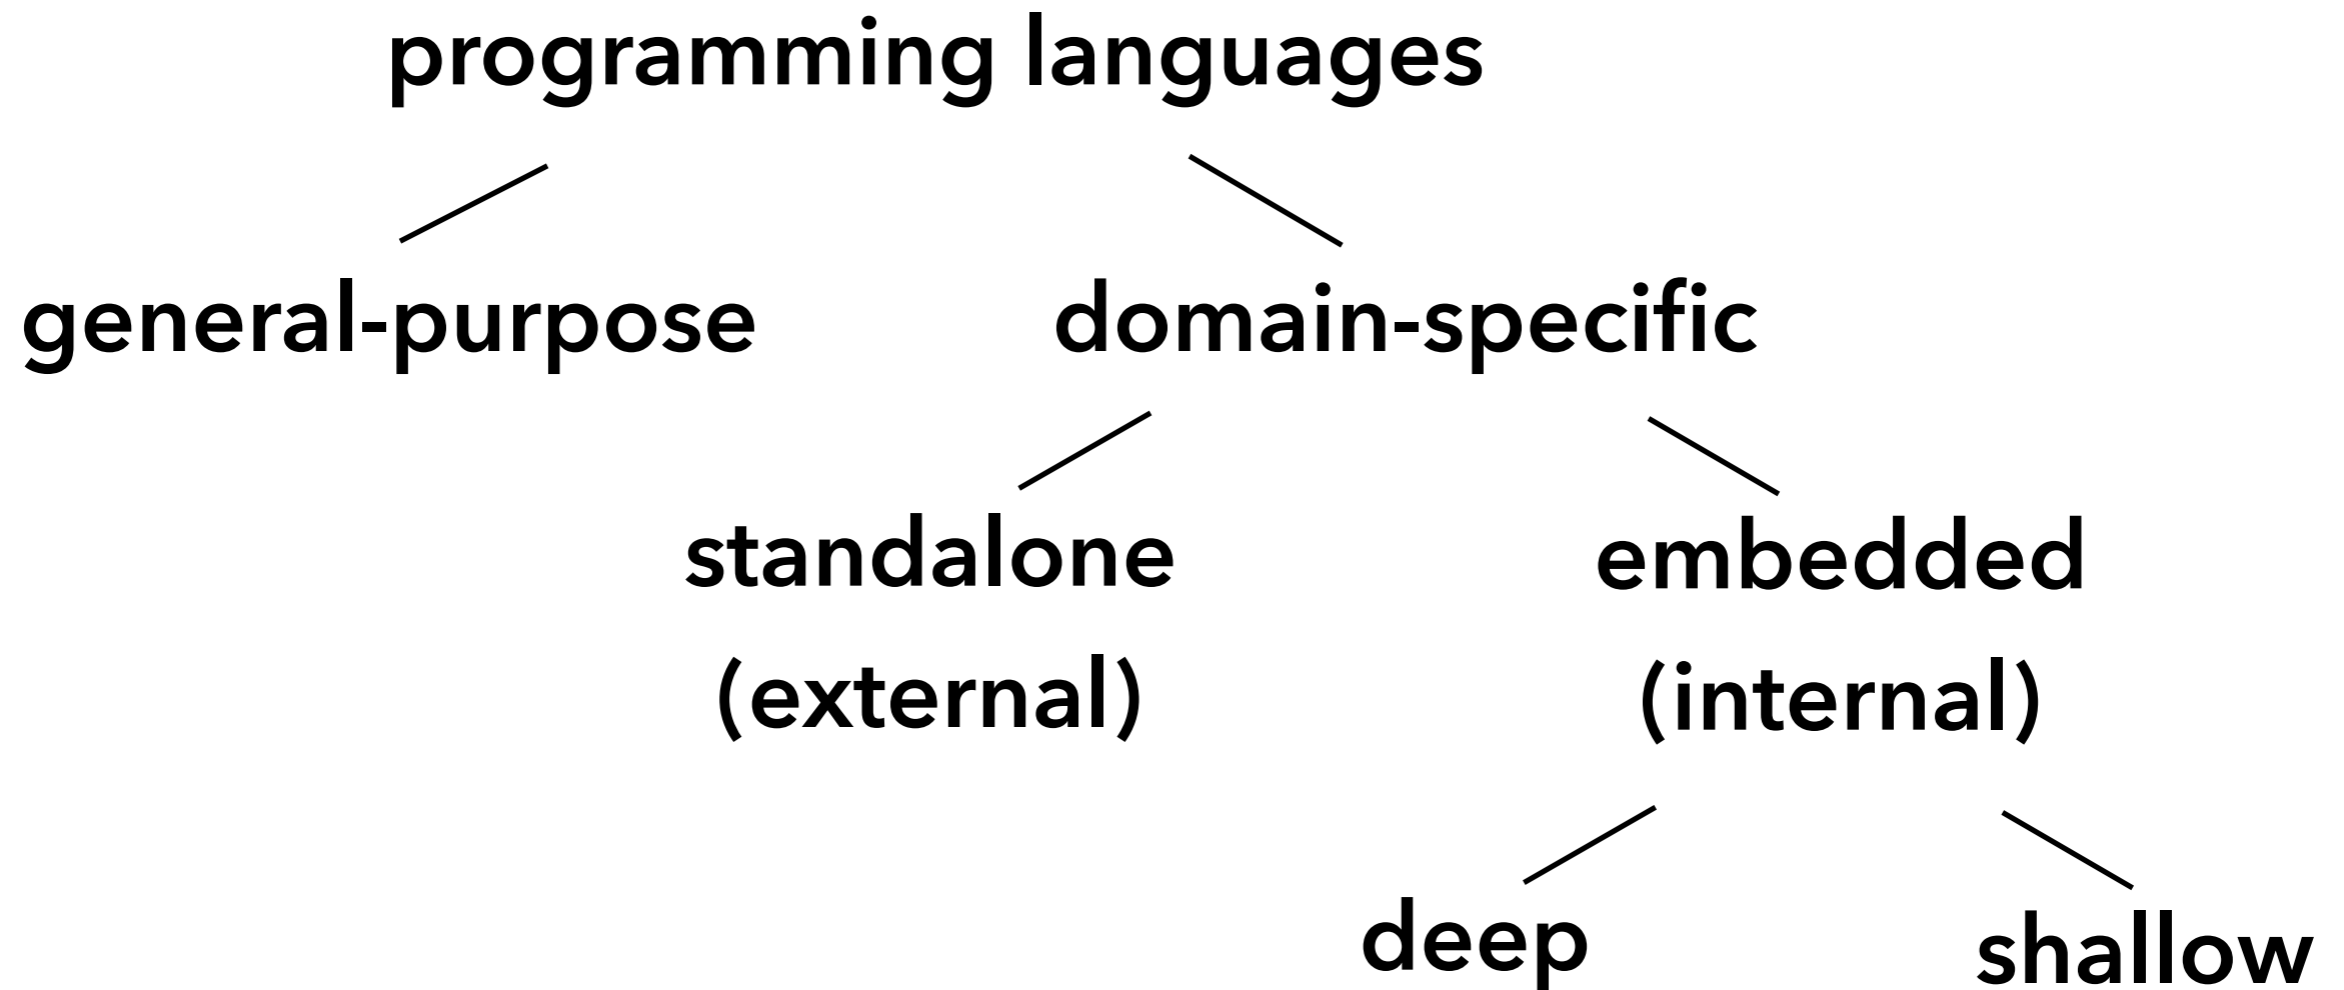 programming languages
general-purpose
domain-specific
standalone
embedded
(external)
(internal)
deep
shallow